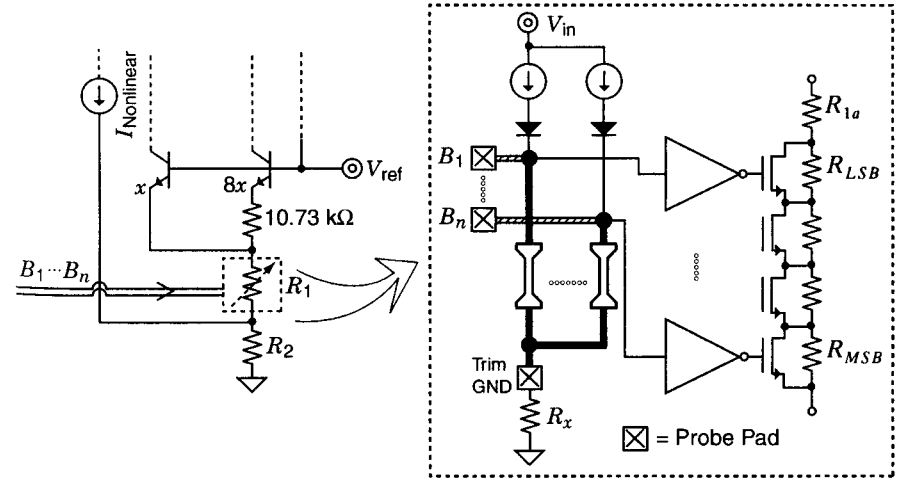 V_in
I_Nonlinear
R_1a
B_1
V_ref
R_LSB
x
8x
10.73 kΩ
B_n
B_1 ··· B_n
R_1
R_2
R_MSB
Trim
GND
R_x
= Probe Pad